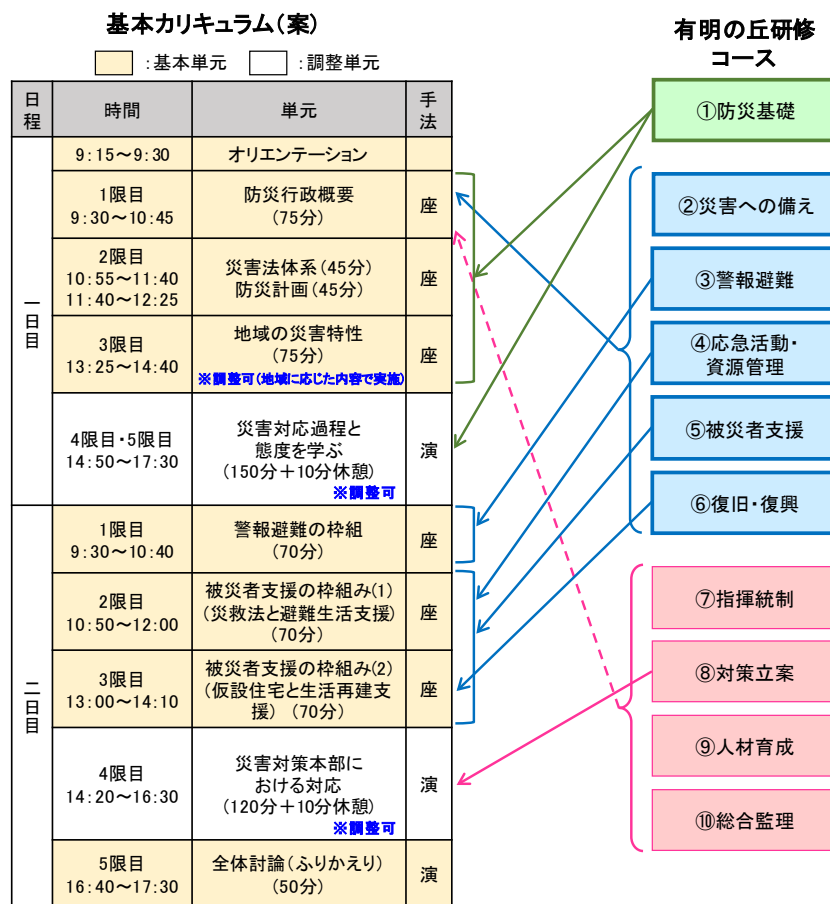 基本カリキュラム(案)
:基本単元
:調整単元
日程
時間
単元
手法
一日目
9:15～9:30
オリエンテーション
1限目
9:30～10:45
防災行政概要
(75分)
座
2限目
10:55～11:40
11:40～12:25
災害法体系(45分)
防災計画(45分)
座
3限目
13:25～14:40
地域の災害特性
(75分)
※調整可(地域に応じた内容で実施)
座
4限目・5限目
14:50～17:30
災害対応過程と
態度を学ぶ
(150分＋10分休憩)
※調整可
演
二日目
1限目
9:30～10:40
警報避難の枠組
(70分)
座
2限目
10:50～12:00
被災者支援の枠組み(1)
(災救法と避難生活支援)
(70分)
座
3限目
13:00～14:10
被災者支援の枠組み(2)
(仮設住宅と生活再建支
援) (70分)
座
4限目
14:20～16:30
災害対策本部に
おける対応
(120分＋10分休憩)
※調整可
演
5限目
16:40～17:30
全体討論(ふりかえり)
(50分)
演
有明の丘研修
コース
①防災基礎
②災害への備え
③警報避難
④応急活動・
資源管理
⑤被災者支援
⑥復旧・復興
⑦指揮統制
⑧対策立案
⑨人材育成
⑩総合監理